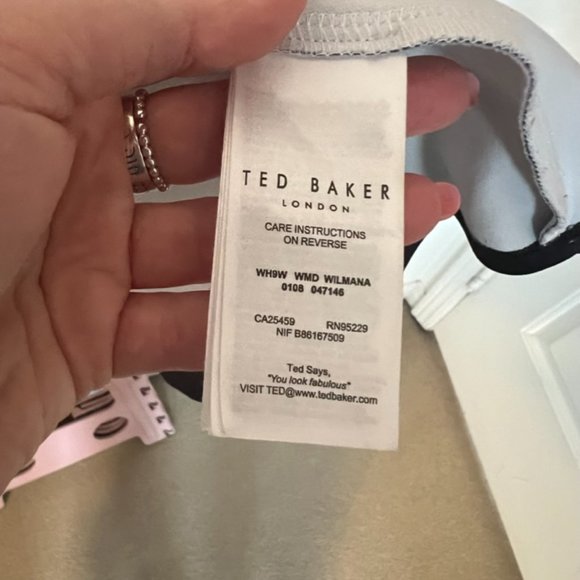 TED BAKER
LONDON
CARE INSTRUCTIONS
ON REVERSE
WH9W WMD WILMANA
0108 047146
CA25459 RN95229
NIF B86167509
Ted Says,
"You look fabulous"
VISIT TED@www.tedbaker.com